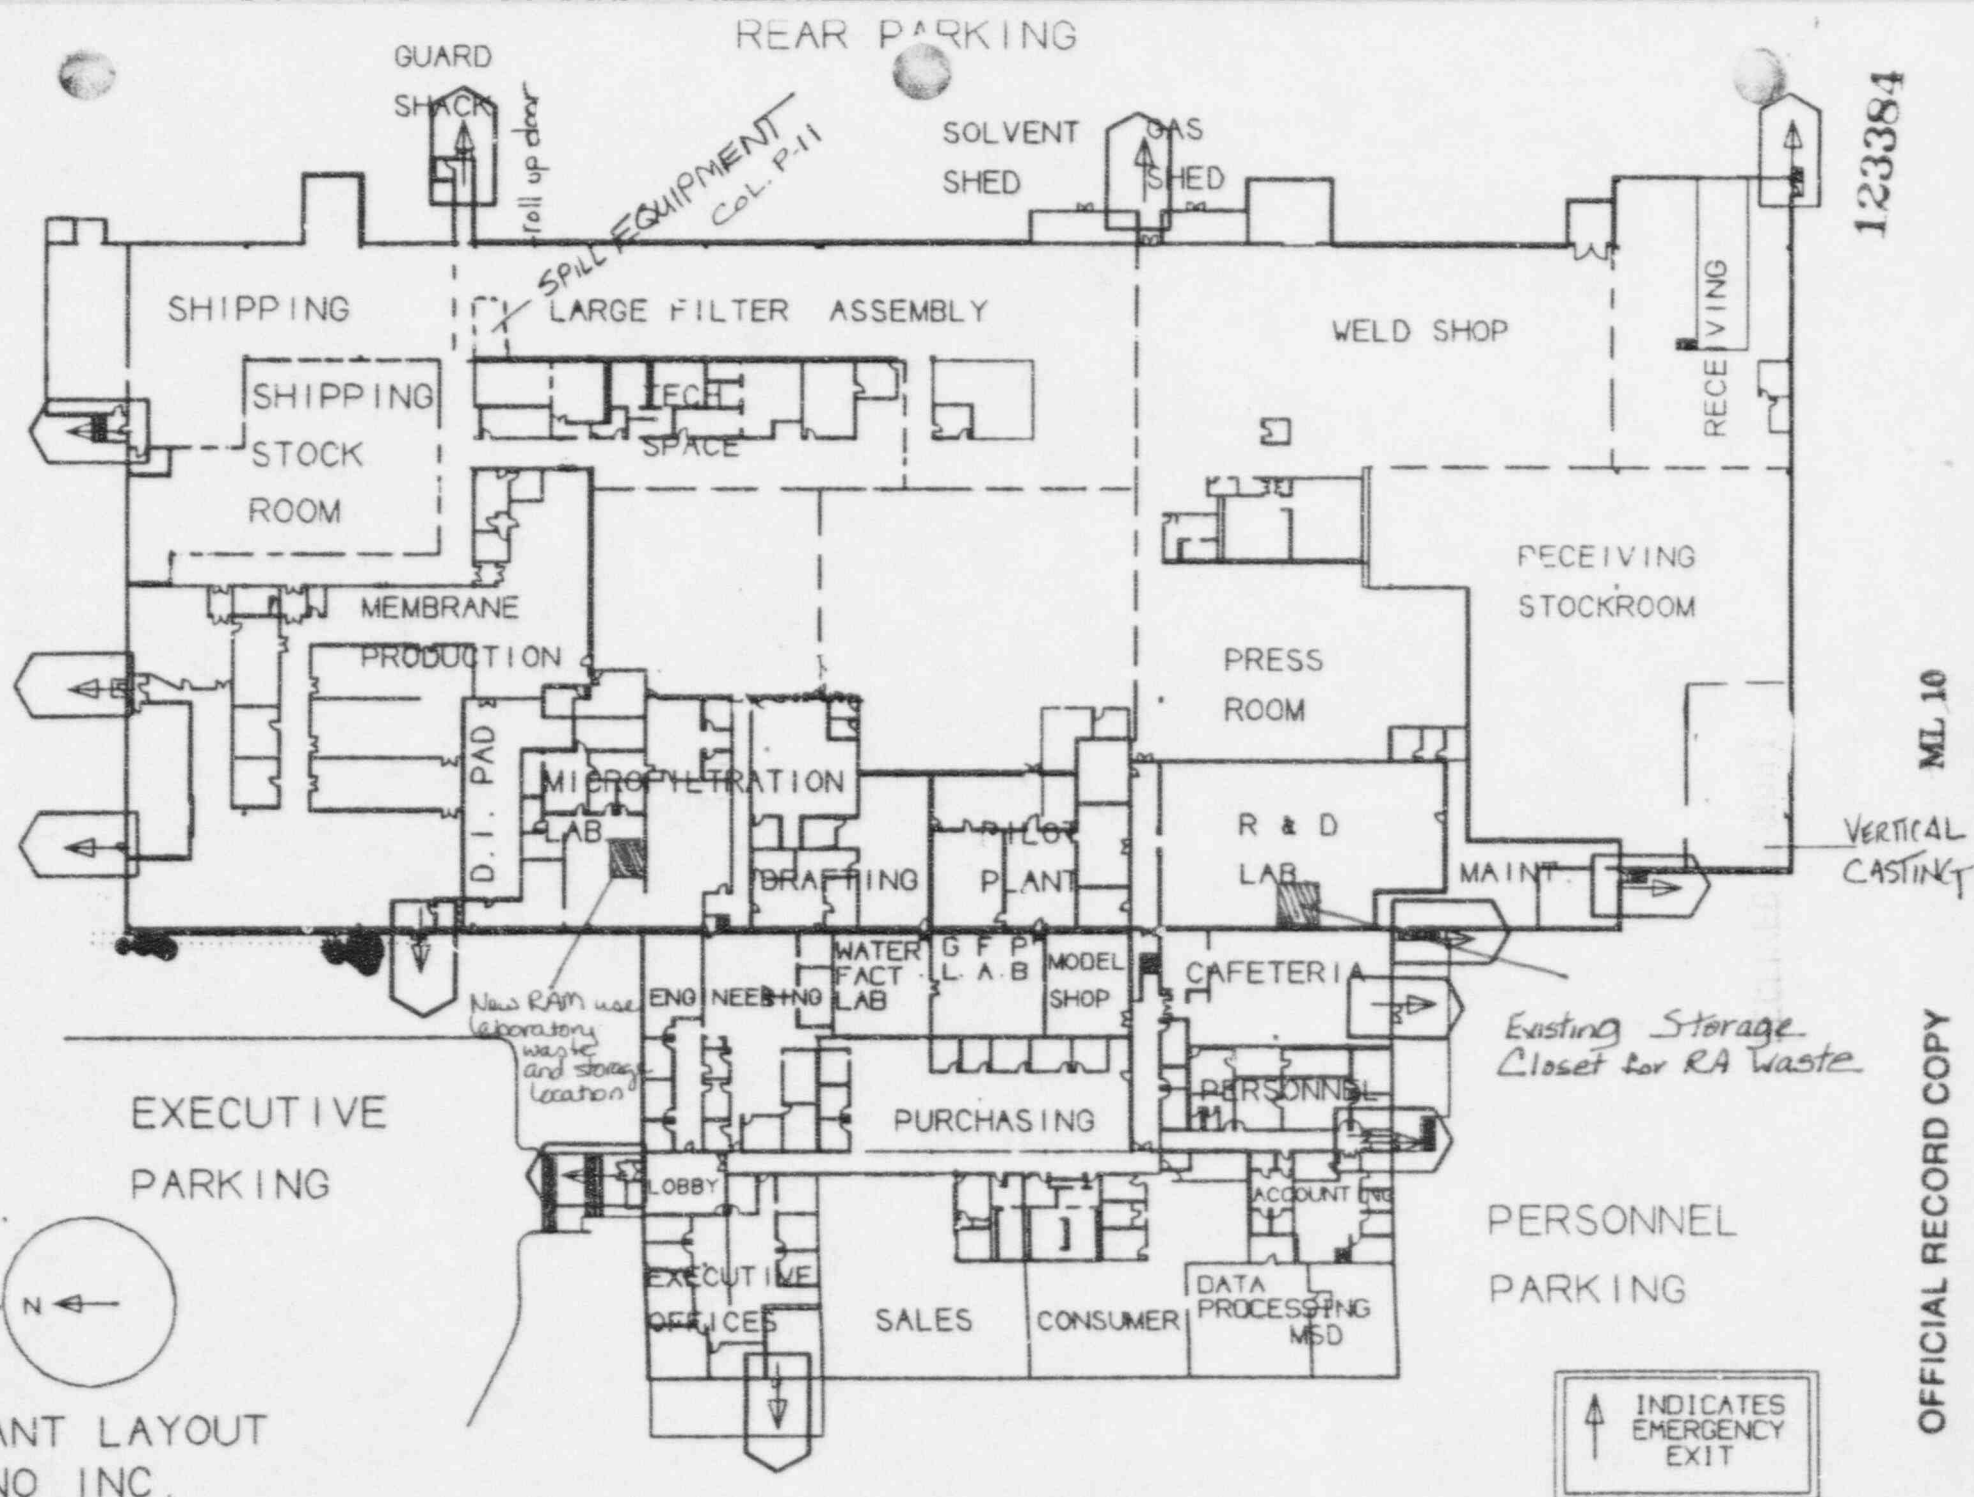 REAR PARKING
GUARD
SHACK
roll up door
SPILL EQUIPMENT
COL. P-11
SOLVENT
SHED
GAS
SHED
123384
SHIPPING
LARGE FILTER ASSEMBLY
WELD SHOP
RECEIVING
SHIPPING
STOCK
ROOM
TECH
SPACE
RECEIVING
STOCKROOM
MEMBRANE
PRODUCTION
PRESS
ROOM
ML 10
D.I. PAD
MICROFILTRATION
LAB
DRAFTING
PILOT
PLANT
R & D
LAB
MAINT.
VERTICAL
CASTING
WATER
FACT
LAB
G F P
L A B
MODEL
SHOP
CAFETERIA
ENGINEERING
New RAM use
laboratory
waste
and storage
location
Existing Storage
Closet for RA Waste
EXECUTIVE
PARKING
PURCHASING
PERSONNEL
LOBBY
ACCOUNTING
PERSONNEL
PARKING
OFFICIAL RECORD COPY
N
EXECUTIVE
OFFICES
SALES
CONSUMER
DATA
PROCESSING
MSD
INDICATES
EMERGENCY
EXIT
ANT LAYOUT
NO INC.